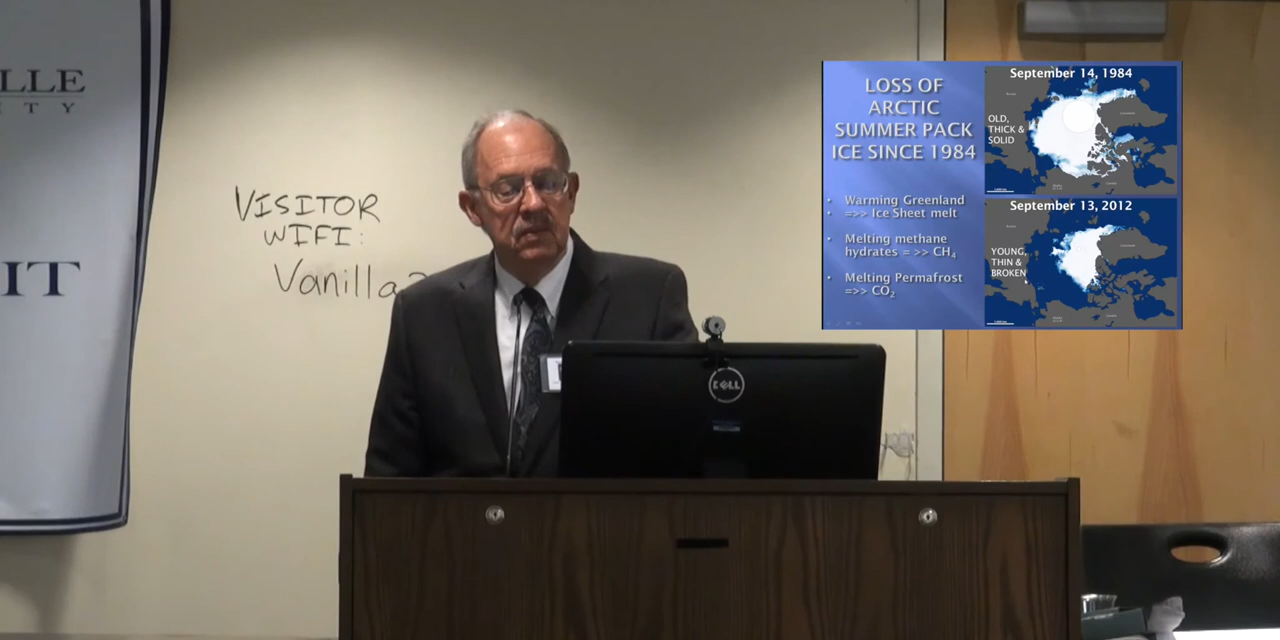 LLE
ITY
IT
VISITOR
WIFI:
Vanilla
DELL
LOSS OF
ARCTIC
SUMMER PACK
ICE SINCE 1984
• Warming Greenland
• =>> Ice Sheet melt
• Melting methane
hydrates = >> CH₄
• Melting Permafrost
=>> CO₂
September 14, 1984
OLD,
THICK &
SOLID
September 13, 2012
YOUNG,
THIN &
BROKEN